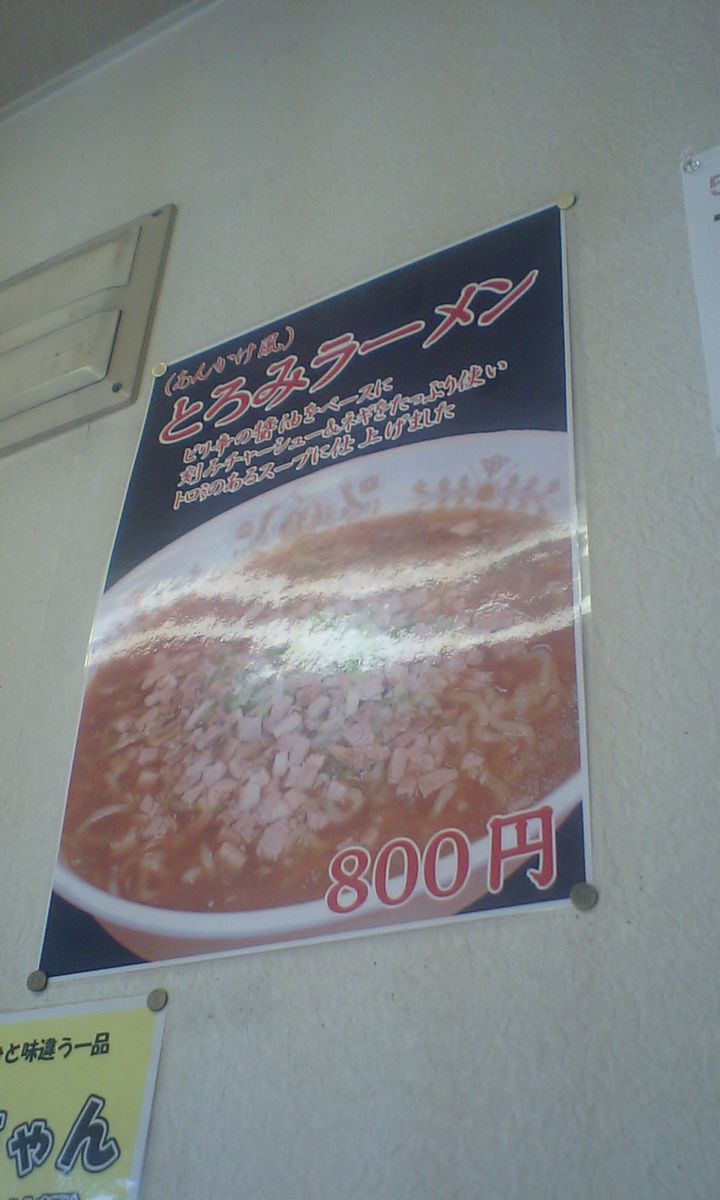 (あんかけ風)
とろみラーメン
ピリ辛の醤油をベースに
刻みチャーシュー&ネギをたっぷり使い
トロみのあるスープに仕上げました
800円
と味違う一品
ゃん